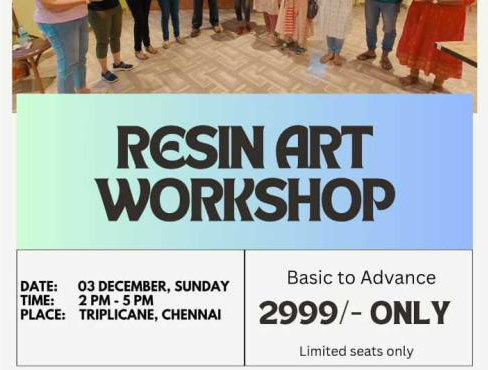 RESIN ART
WORKSHOP
DATE: 03 DECEMBER, SUNDAY
TIME: 2 PM - 5 PM
PLACE: TRIPLICANE, CHENNAI
Basic to Advance
2999/- ONLY
Limited seats only